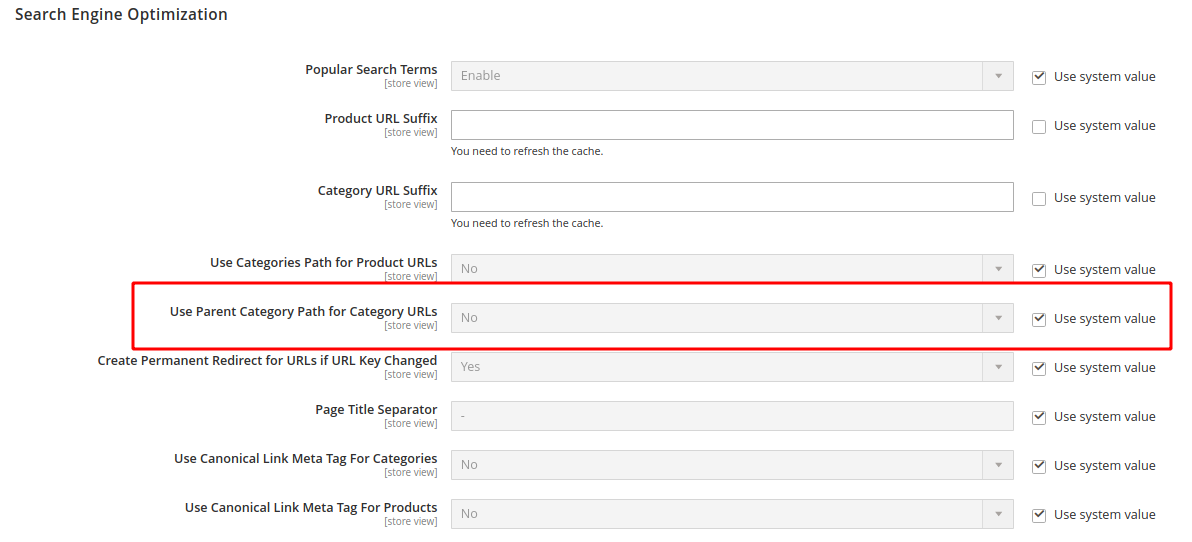 Search Engine Optimization
Popular Search Terms
[store view]
Enable
Use system value
Product URL Suffix
[store view]
Use system value
You need to refresh the cache.
Category URL Suffix
[store view]
Use system value
You need to refresh the cache.
Use Categories Path for Product URLs
[store view]
No
Use system value
Use Parent Category Path for Category URLs
[store view]
No
Use system value
Create Permanent Redirect for URLs if URL Key Changed
[store view]
Yes
Use system value
Page Title Separator
[store view]
-
Use system value
Use Canonical Link Meta Tag For Categories
[store view]
No
Use system value
Use Canonical Link Meta Tag For Products
[store view]
No
Use system value